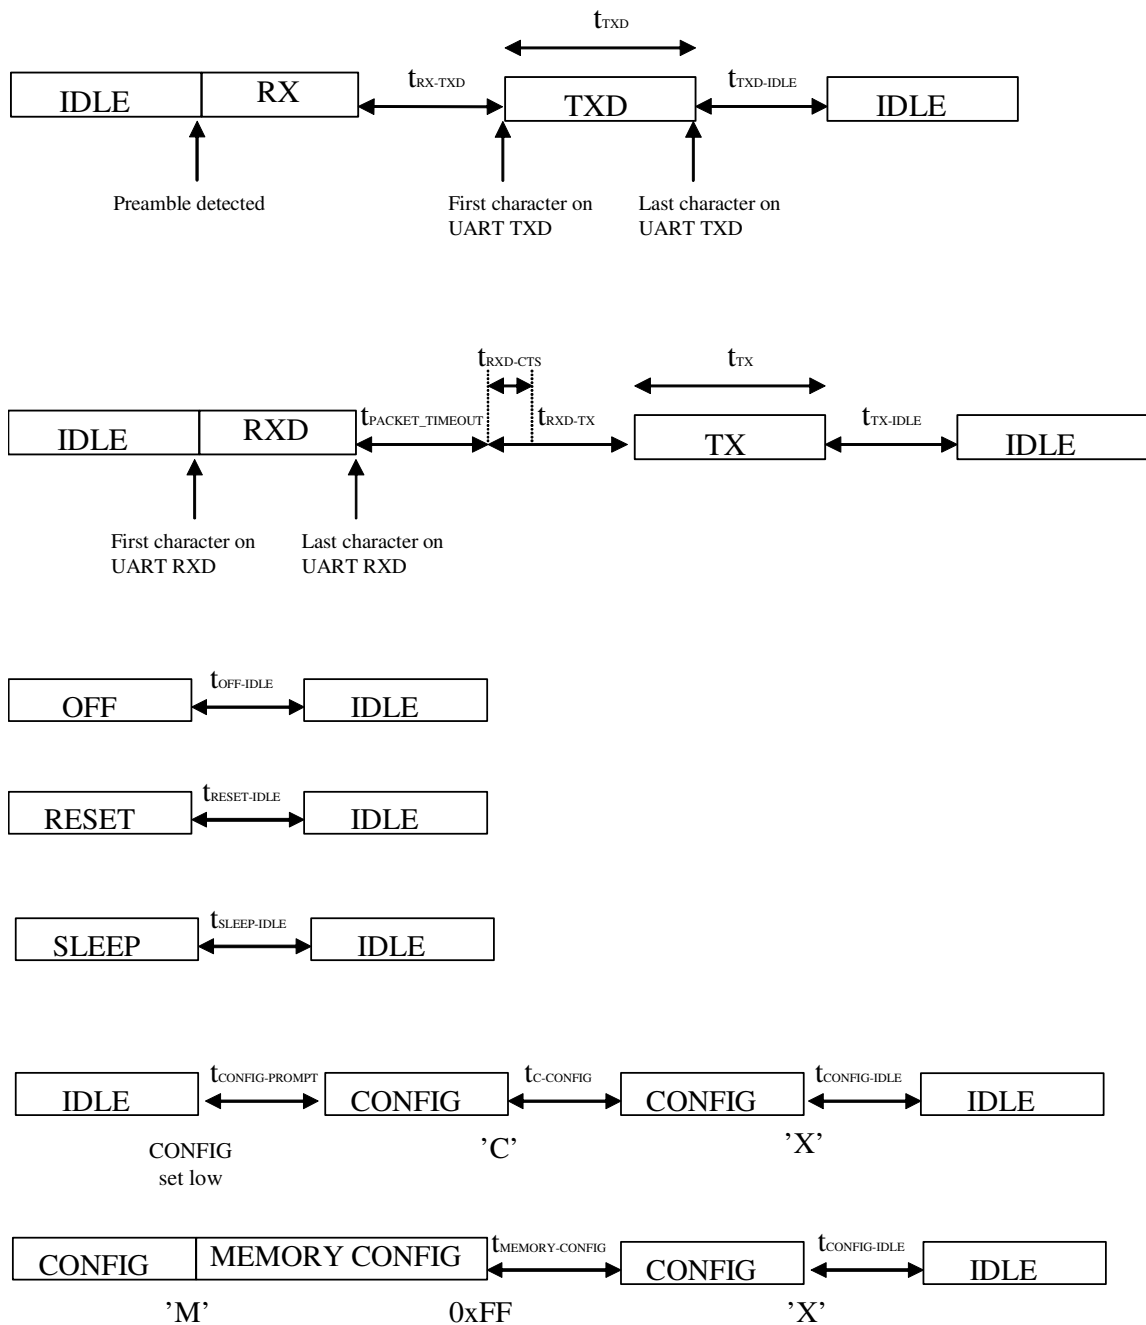 tTXD
IDLE RX tRX-TXD TXD tTXD-IDLE IDLE
Preamble detected First character on Last character on
UART TXD UART TXD
tRXD-CTS tTX
IDLE RXD tPACKET_TIMEOUT tRXD-TX TX tTX-IDLE IDLE
First character on Last character on
UART RXD UART RXD
OFF tOFF-IDLE IDLE
RESET tRESET-IDLE IDLE
SLEEP tSLEEP-IDLE IDLE
IDLE tCONFIG-PROMPT CONFIG tC-CONFIG CONFIG tCONFIG-IDLE IDLE
CONFIG ’C’ ’X’
set low
CONFIG MEMORY CONFIG tMEMORY-CONFIG CONFIG tCONFIG-IDLE IDLE
’M’ 0xFF ’X’